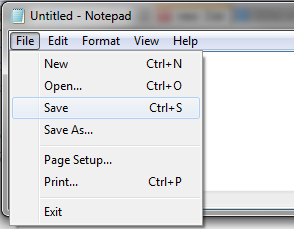 Untitled - Notepad
File Edit Format View Help
New Ctrl+N
Open... Ctrl+O
Save Ctrl+S
Save As...
Page Setup...
Print... Ctrl+P
Exit